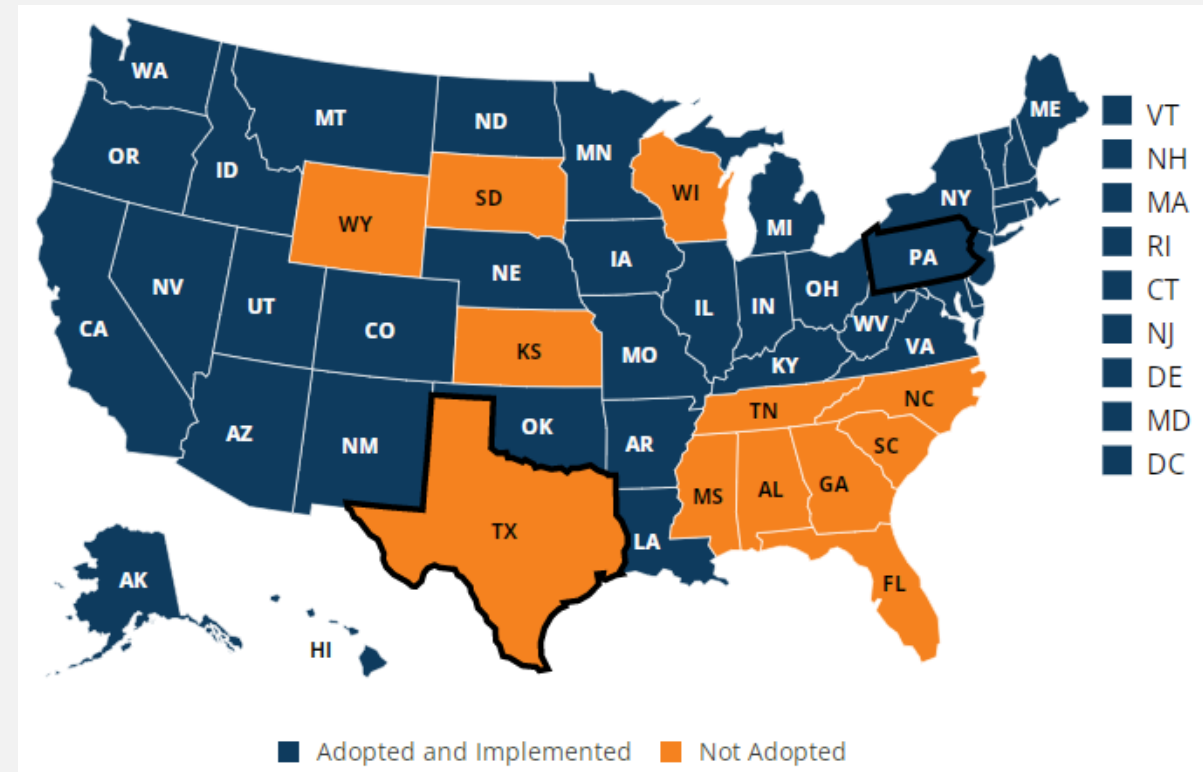 WA
MT
ND
MN
ME
OR
ID
SD
WI
MI
NY
WY
IA
PA
NV
NE
UT
CO
IL
IN
OH
WV
CA
KS
MO
KY
VA
AZ
NM
OK
AR
TN
NC
SC
TX
MS
AL
GA
LA
FL
AK
HI
VT
NH
MA
RI
CT
NJ
DE
MD
DC
Adopted and Implemented
Not Adopted